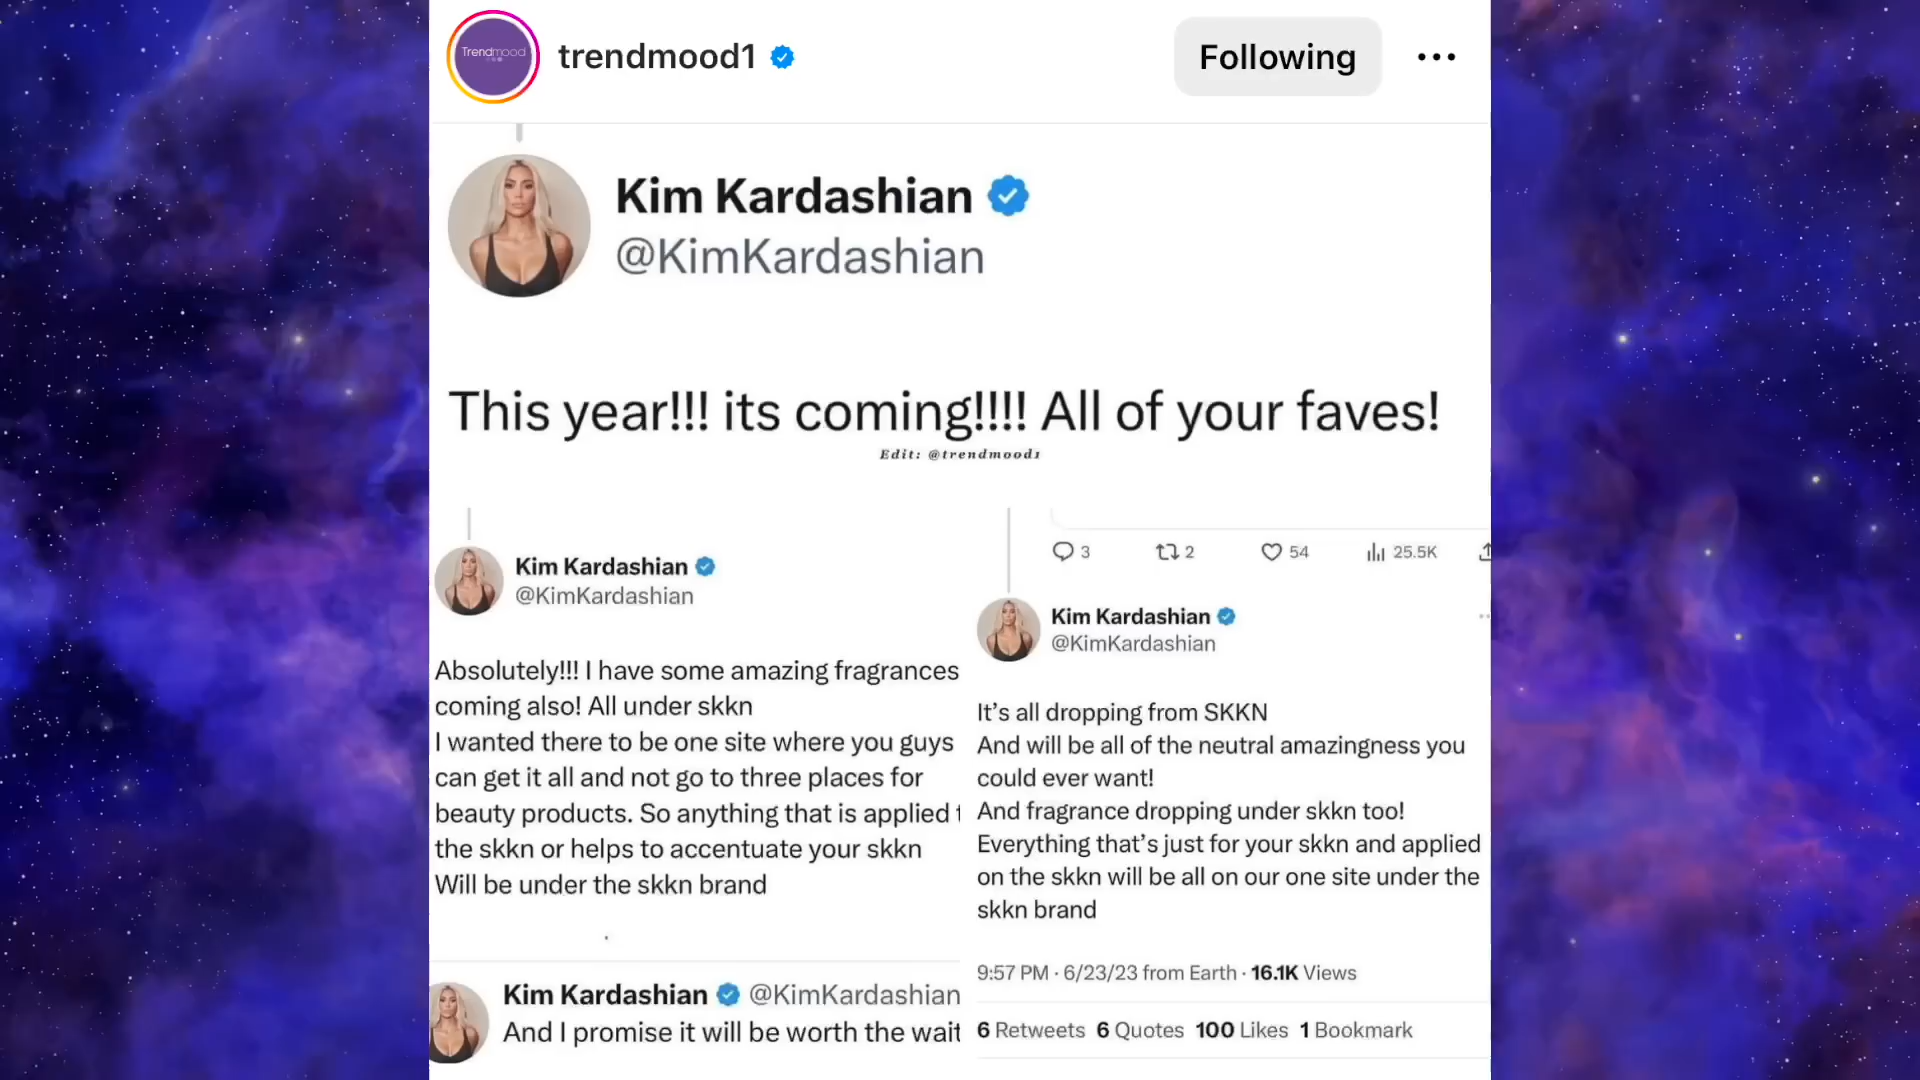 Trendmood
trendmood1
Following
Kim Kardashian
@KimKardashian
This year!!! its coming!!!! All of your faves!
Edit: @trendmood1
Kim Kardashian
@KimKardashian
Absolutely!!! I have some amazing fragrances
coming also! All under skkn
I wanted there to be one site where you guys
can get it all and not go to three places for
beauty products. So anything that is applied
the skkn or helps to accentuate your skkn
Will be under the skkn brand
Kim Kardashian @KimKardashian
And I promise it will be worth the wait
3 2 54 25.5K
Kim Kardashian
@KimKardashian
It's all dropping from SKKN
And will be all of the neutral amazingness you
could ever want!
And fragrance dropping under skkn too!
Everything that's just for your skkn and applied
on the skkn will be all on our one site under the
skkn brand
9:57 PM · 6/23/23 from Earth · 16.1K Views
6 Retweets 6 Quotes 100 Likes 1 Bookmark